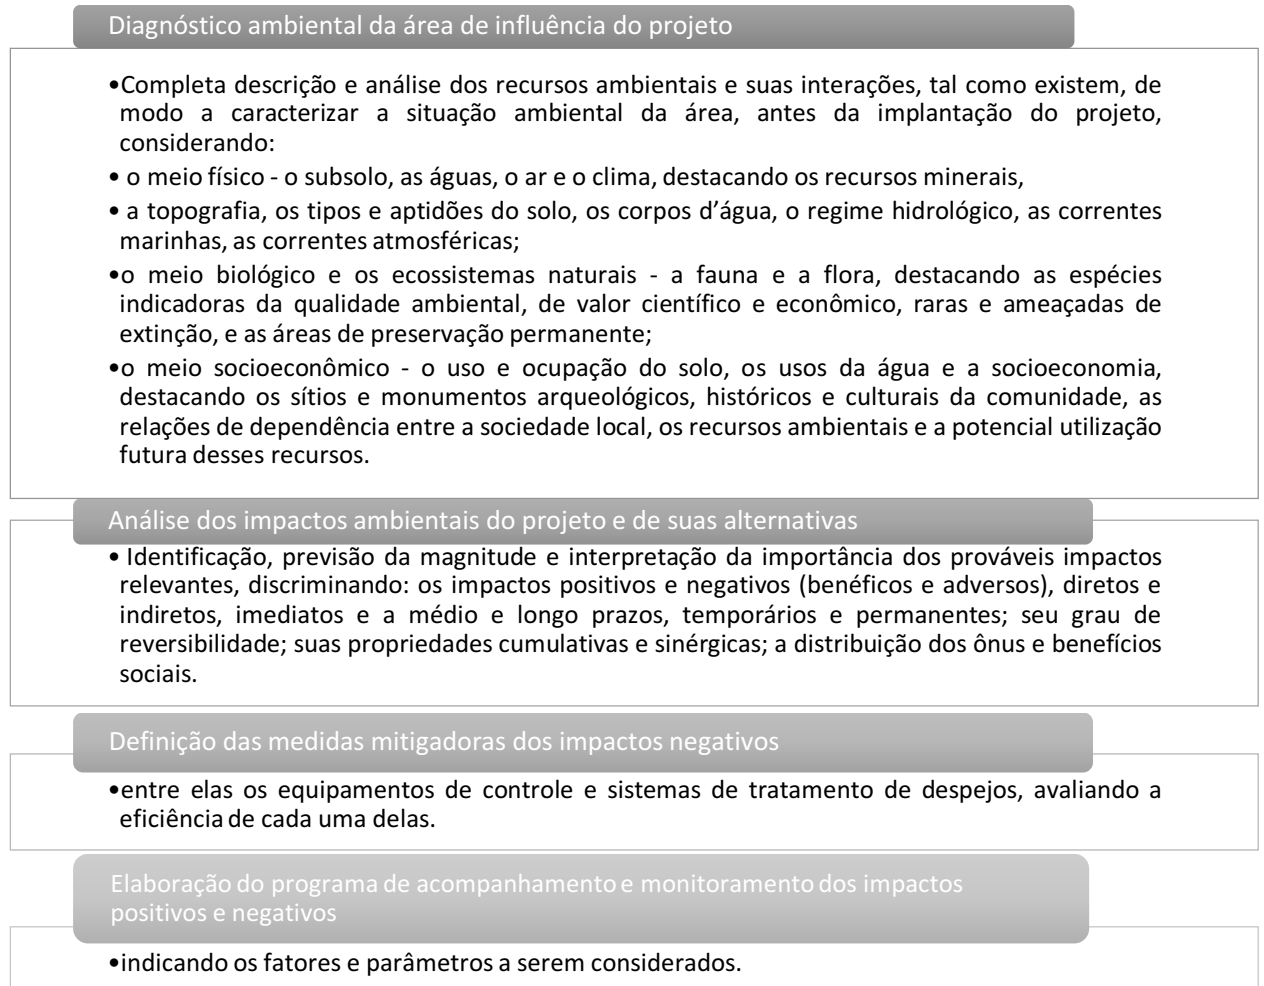 Diagnóstico ambiental da área de influência do projeto
•Completa descrição e análise dos recursos ambientais e suas interações, tal como existem, de
modo a caracterizar a situação ambiental da área, antes da implantação do projeto,
considerando:
• o meio físico - o subsolo, as águas, o ar e o clima, destacando os recursos minerais,
• a topografia, os tipos e aptidões do solo, os corpos d’água, o regime hidrológico, as correntes
marinhas, as correntes atmosféricas;
•o meio biológico e os ecossistemas naturais - a fauna e a flora, destacando as espécies
indicadoras da qualidade ambiental, de valor científico e econômico, raras e ameaçadas de
extinção, e as áreas de preservação permanente;
•o meio socioeconômico - o uso e ocupação do solo, os usos da água e a socioeconomia,
destacando os sítios e monumentos arqueológicos, históricos e culturais da comunidade, as
relações de dependência entre a sociedade local, os recursos ambientais e a potencial utilização
futura desses recursos.
Análise dos impactos ambientais do projeto e de suas alternativas
• Identificação, previsão da magnitude e interpretação da importância dos prováveis impactos
relevantes, discriminando: os impactos positivos e negativos (benéficos e adversos), diretos e
indiretos, imediatos e a médio e longo prazos, temporários e permanentes; seu grau de
reversibilidade; suas propriedades cumulativas e sinérgicas; a distribuição dos ônus e benefícios
sociais.
Definição das medidas mitigadoras dos impactos negativos
•entre elas os equipamentos de controle e sistemas de tratamento de despejos, avaliando a
eficiência de cada uma delas.
Elaboração do programa de acompanhamento e monitoramento dos impactos
positivos e negativos
•indicando os fatores e parâmetros a serem considerados.